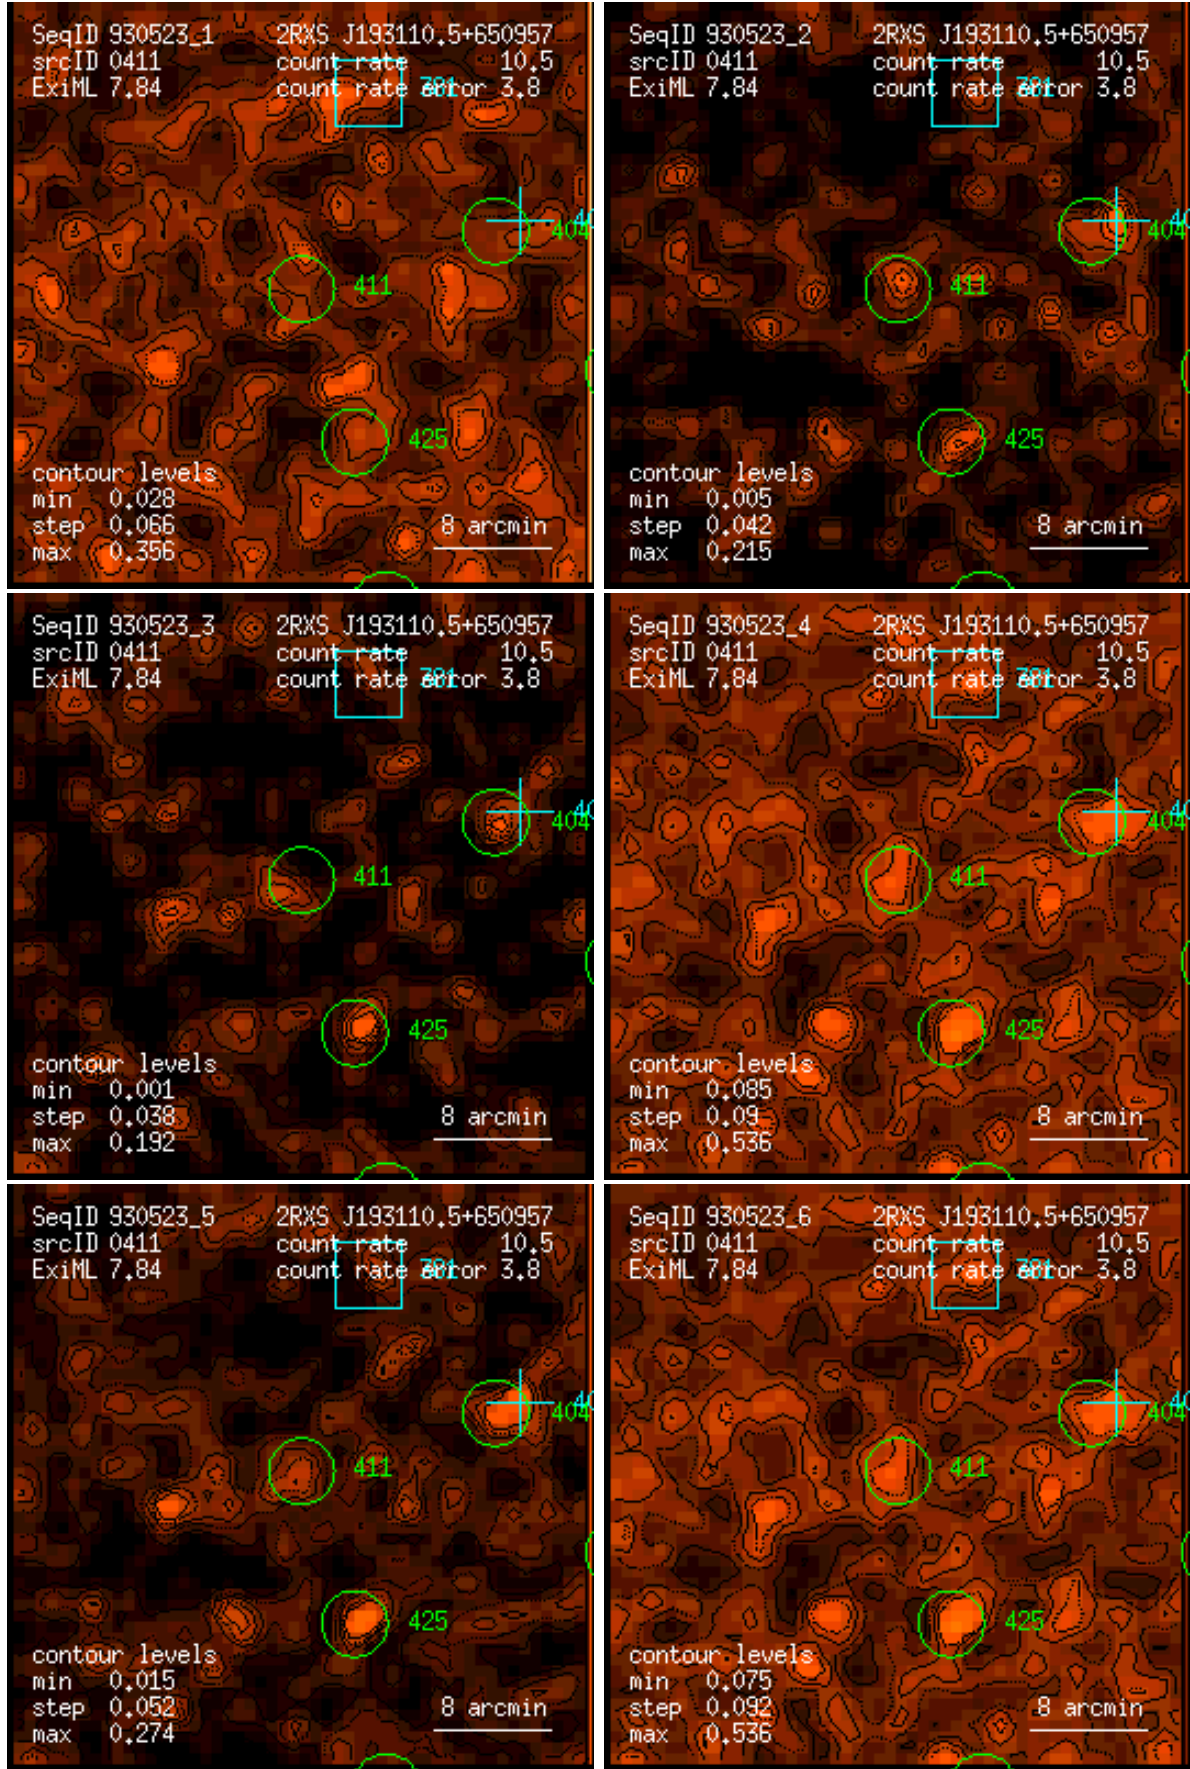 SeqID 930523_1 2RXS J193110.5+650957
srcID 0411 count rate 10.5
ExiML 7.84 count rate error 3.8
404
411
425
contour levels
min 0.028
step 0.066 8 arcmin
max 0.356
SeqID 930523_2 2RXS J193110.5+650957
srcID 0411 count rate 10.5
ExiML 7.84 count rate error 3.8
404
411
425
contour levels
min 0.005
step 0.042 8 arcmin
max 0.215
SeqID 930523_3 2RXS J193110.5+650957
srcID 0411 count rate 10.5
ExiML 7.84 count rate error 3.8
404
411
425
contour levels
min 0.001
step 0.038 8 arcmin
max 0.192
SeqID 930523_4 2RXS J193110.5+650957
srcID 0411 count rate 10.5
ExiML 7.84 count rate error 3.8
404
411
425
contour levels
min 0.085
step 0.09 8 arcmin
max 0.536
SeqID 930523_5 2RXS J193110.5+650957
srcID 0411 count rate 10.5
ExiML 7.84 count rate error 3.8
404
411
425
contour levels
min 0.015
step 0.052 8 arcmin
max 0.274
SeqID 930523_6 2RXS J193110.5+650957
srcID 0411 count rate 10.5
ExiML 7.84 count rate error 3.8
404
411
425
contour levels
min 0.075
step 0.092 8 arcmin
max 0.536